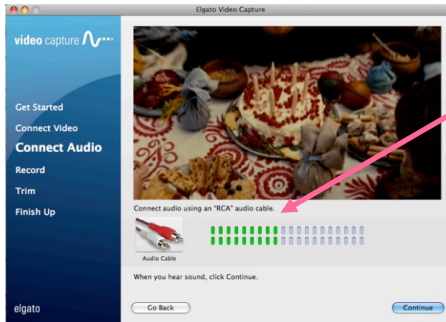 Elgato Video Capture
video capture
Get Started
Connect Video
Connect Audio
Record
Trim
Finish Up
elgato
Connect audio using an "RCA" audio cable.
Audio Cable
When you hear sound, click Continue.
Go Back
Continue